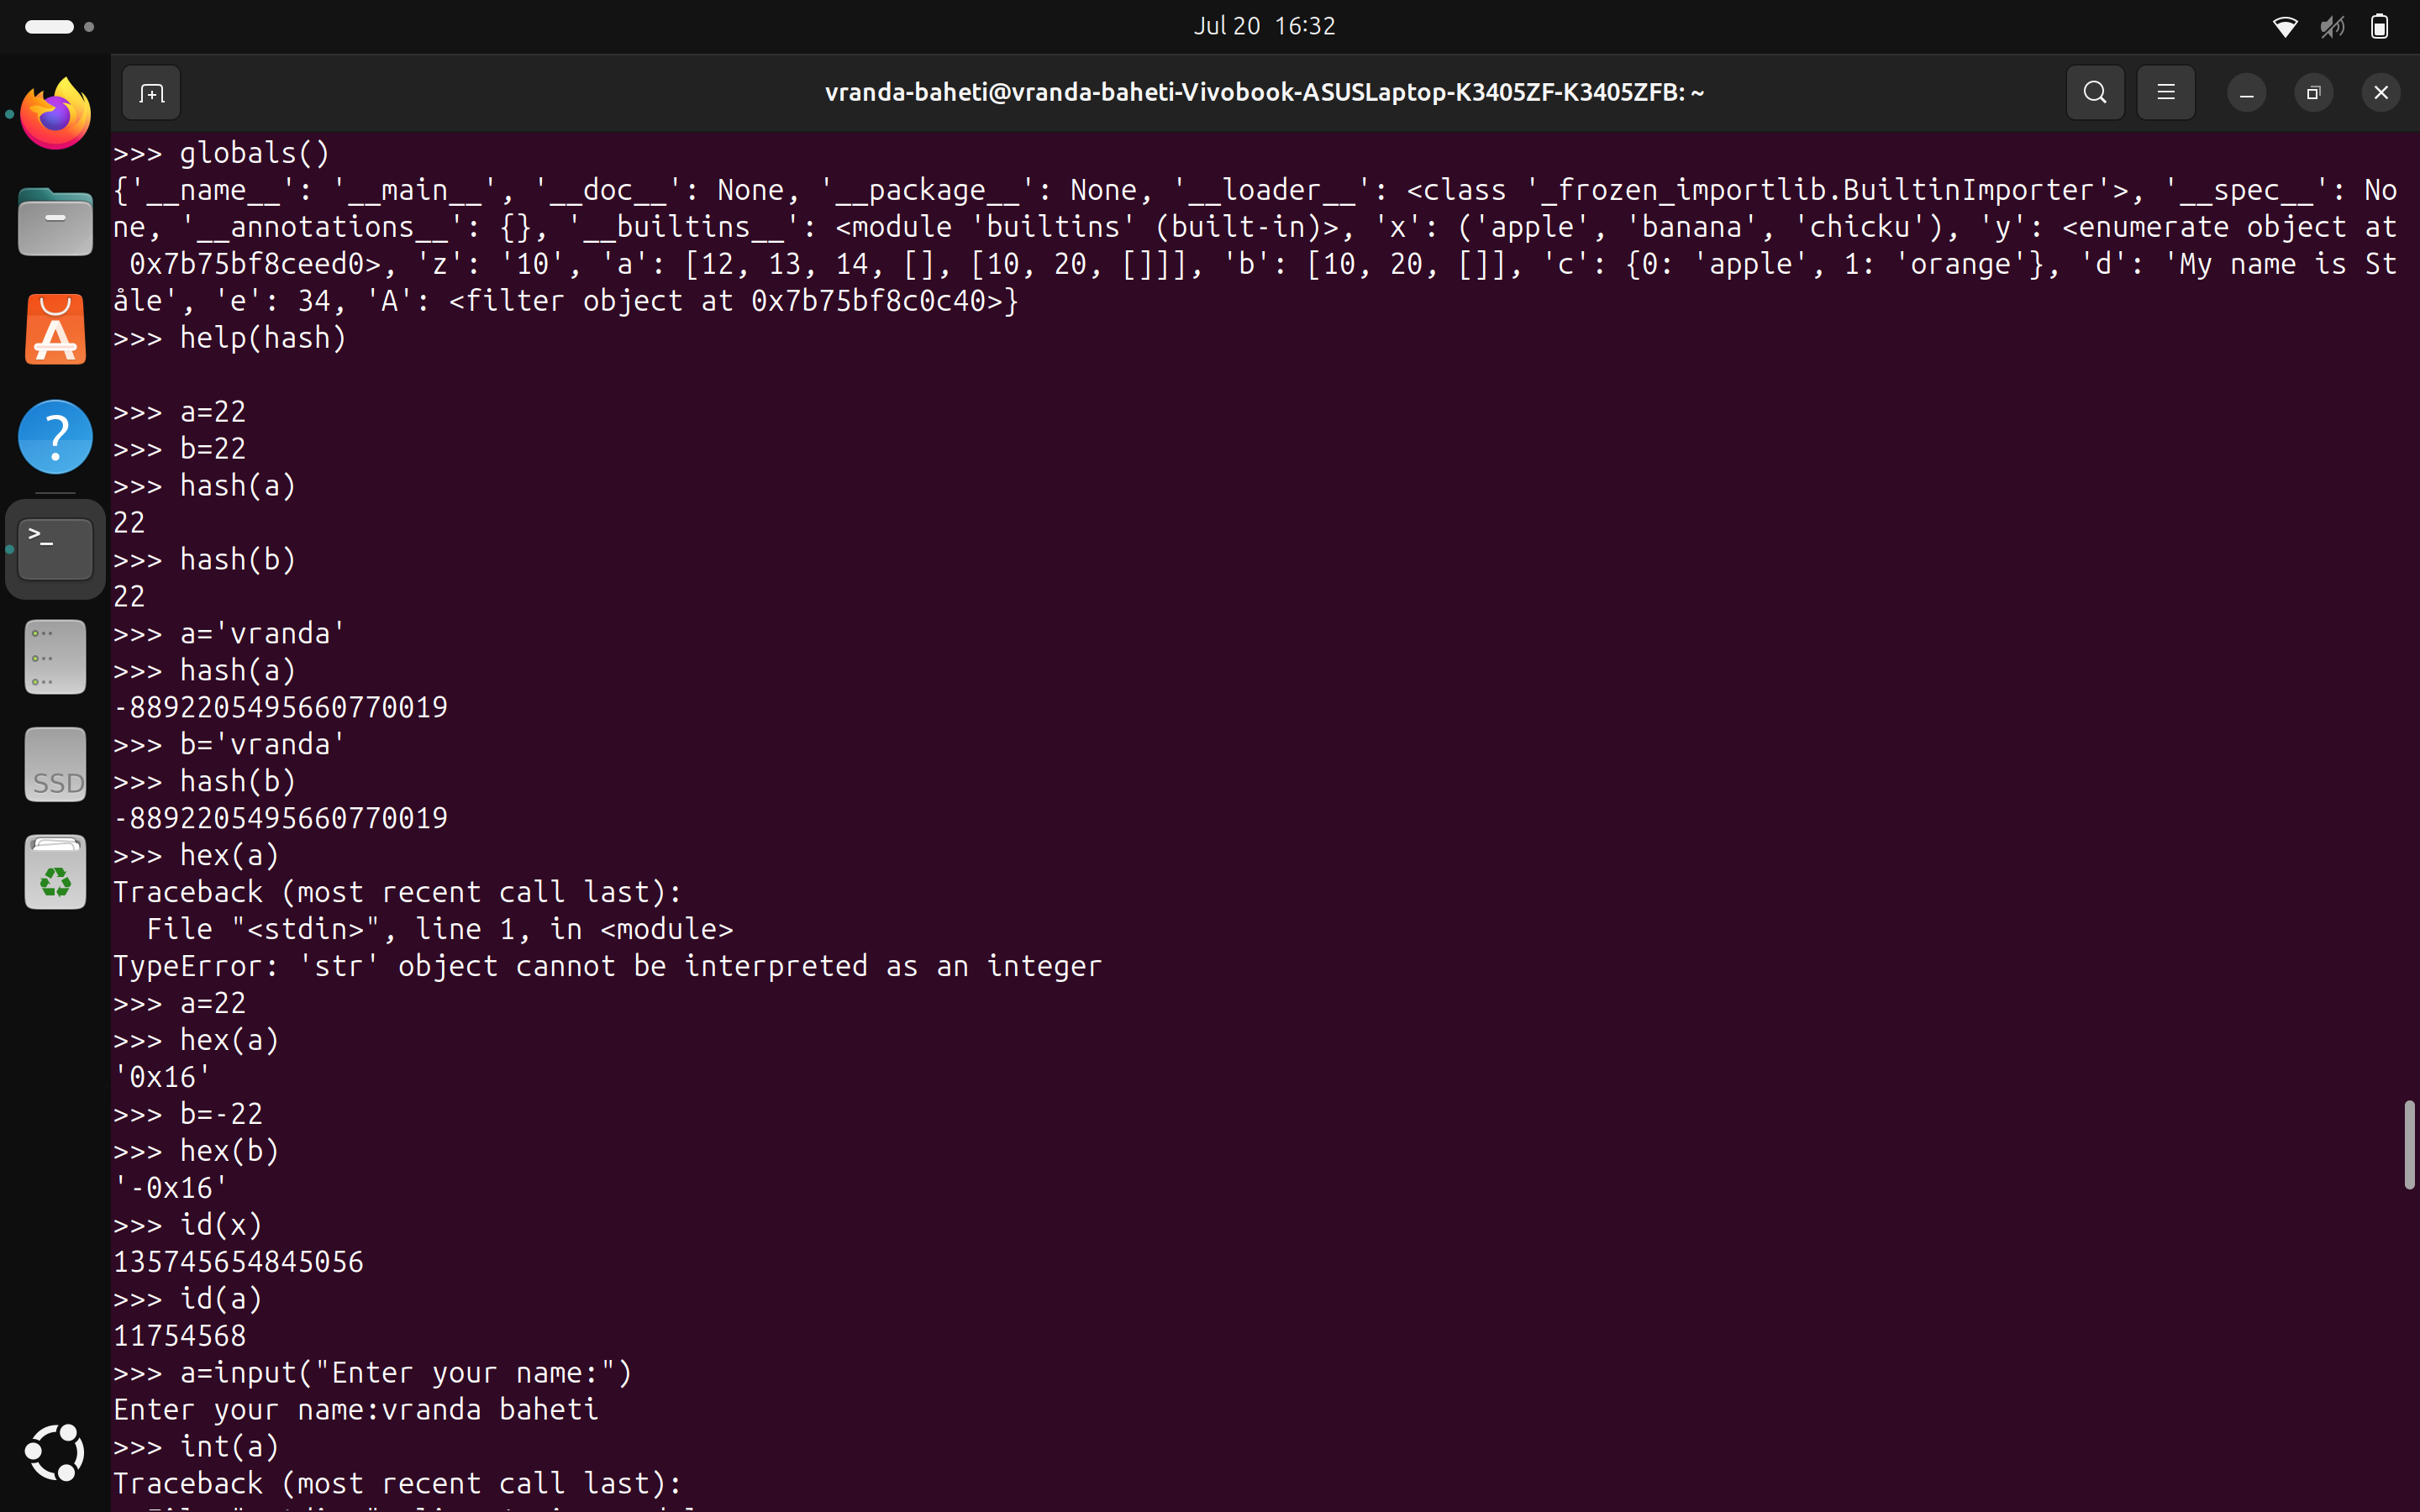 Jul 20 16:32
vranda-baheti@vranda-baheti-Vivobook-ASUSLaptop-K3405ZF-K3405ZFB: ~
>>> globals()
{'__name__': '__main__', '__doc__': None, '__package__': None, '__loader__': <class '_frozen_importlib.BuiltinImporter'>, '__spec__': No
ne, '__annotations__': {}, '__builtins__': <module 'builtins' (built-in)>, 'x': ('apple', 'banana', 'chicku'), 'y': <enumerate object at
 0x7b75bf8ceed0>, 'z': '10', 'a': [12, 13, 14, [], [10, 20, []]], 'b': [10, 20, []], 'c': {0: 'apple', 1: 'orange'}, 'd': 'My name is St
åle', 'e': 34, 'A': <filter object at 0x7b75bf8c0c40>}
>>> help(hash)
>>> a=22
>>> b=22
>>> hash(a)
22
>>> hash(b)
22
>>> a='vranda'
>>> hash(a)
-8892205495660770019
>>> b='vranda'
>>> hash(b)
-8892205495660770019
>>> hex(a)
Traceback (most recent call last):
  File "<stdin>", line 1, in <module>
TypeError: 'str' object cannot be interpreted as an integer
>>> a=22
>>> hex(a)
'0x16'
>>> b=-22
>>> hex(b)
'-0x16'
>>> id(x)
135745654845056
>>> id(a)
11754568
>>> a=input("Enter your name:")
Enter your name:vranda baheti
>>> int(a)
Traceback (most recent call last):
SSD